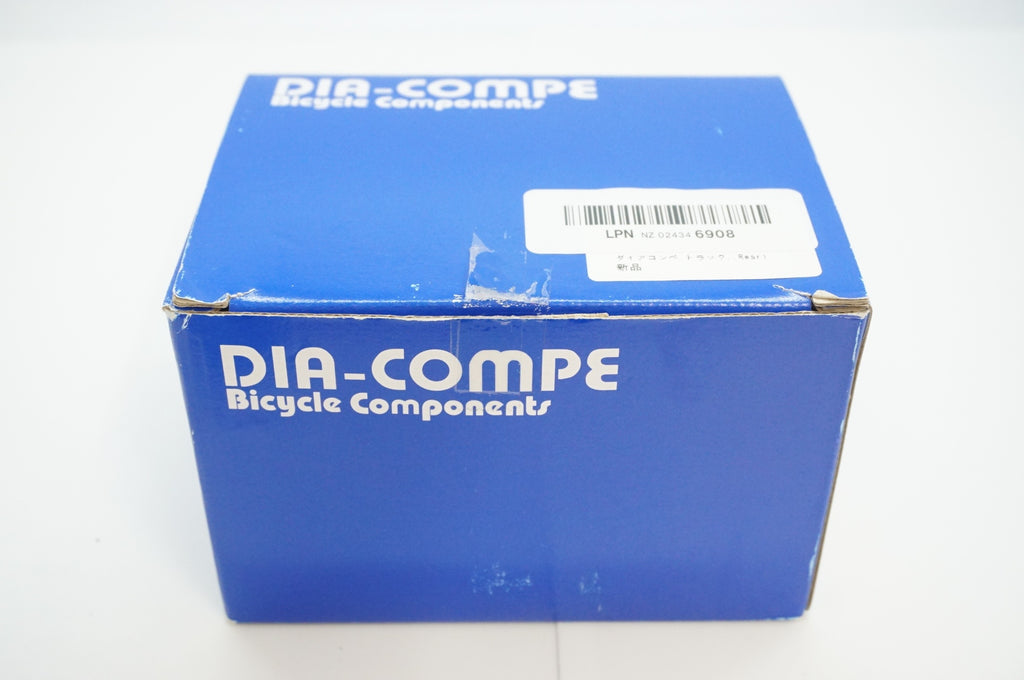 DIA-COMPE
Bicycle Components
LPN NZ 02434 6908
ダイアコンペ トラック, Rear!
新品
DIA-COMPE
Bicycle Components